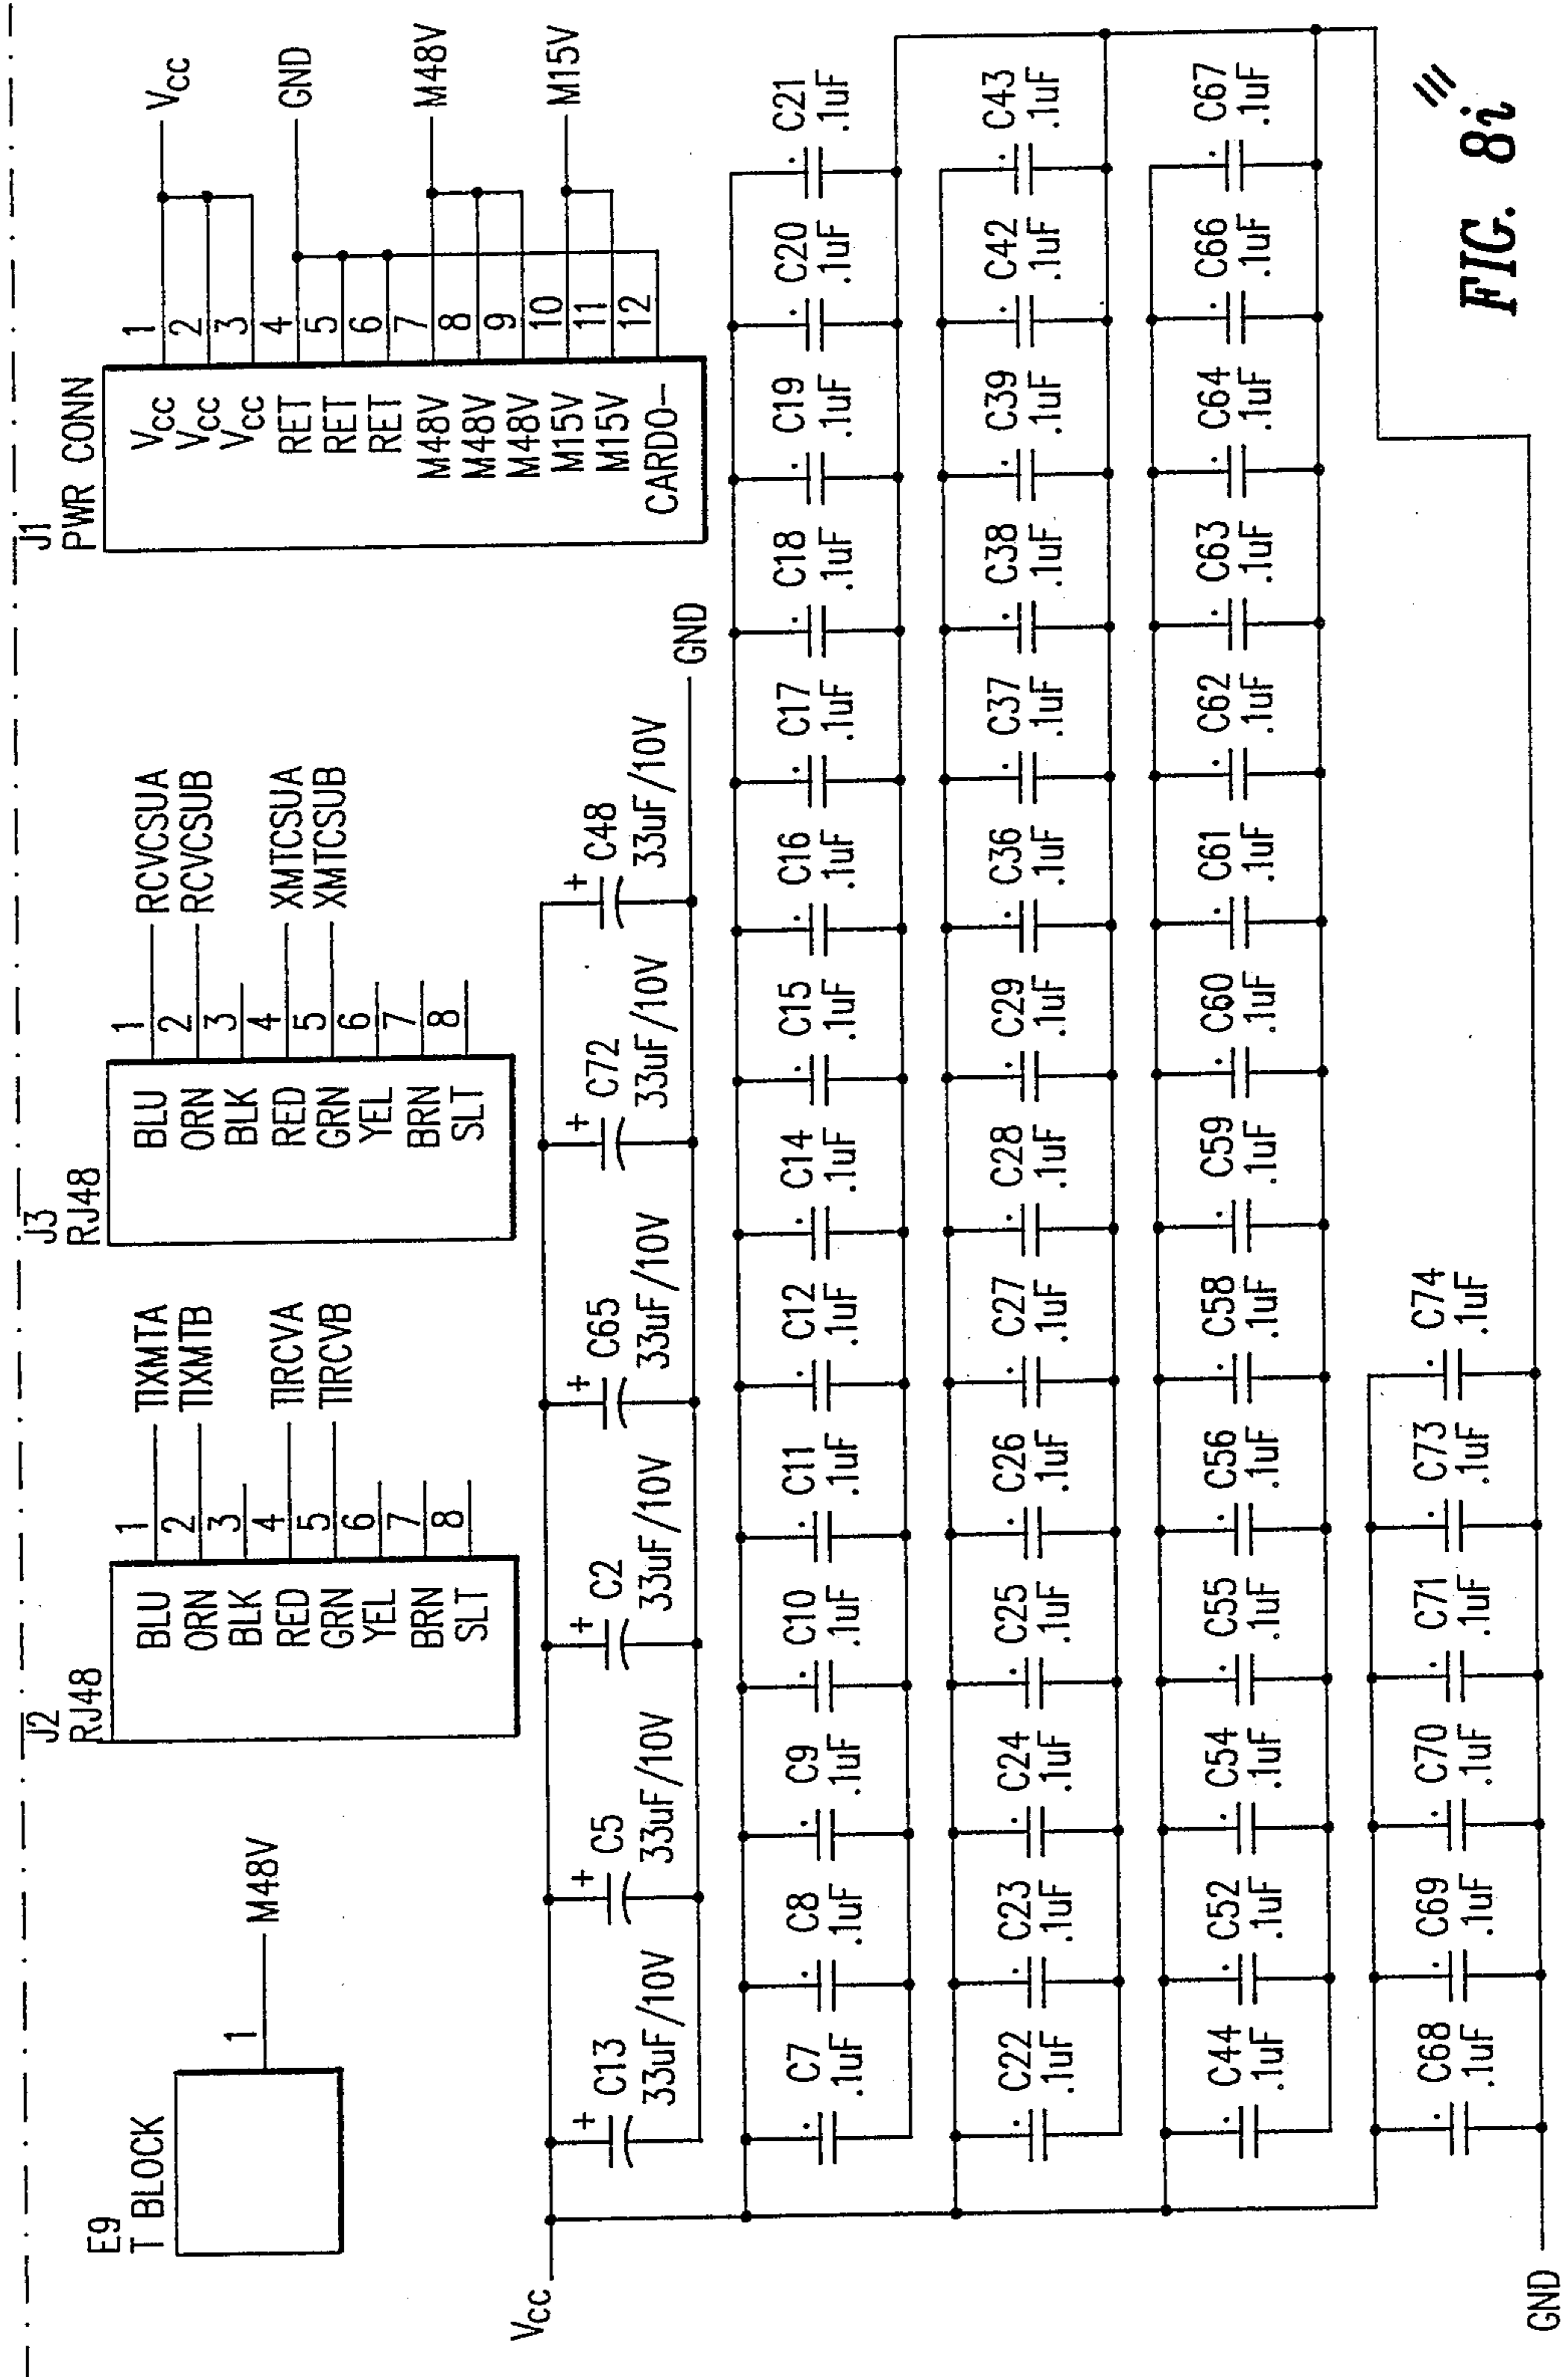 E9
T BLOCK
1
M48V
J2
RJ48
BLU 1 T1XMTA
ORN 2 T1XMTB
BLK 3
RED 4 T1RCVA
GRN 5 T1RCVB
YEL 6
BRN 7
SLT 8
J3
RJ48
BLU 1 RCVCSUA
ORN 2 RCVCSUB
BLK 3
RED 4 XMTCSUA
GRN 5 XMTCSUB
YEL 6
BRN 7
SLT 8
J1
PWR CONN
VCC 1 VCC
VCC 2
VCC 3
RET 4 GND
RET 5
RET 6
M48V 7 M48V
M48V 8
M48V 9
M15V 10 M15V
M15V 11
CARDO- 12
VCC
+ C13 + C5 + C2 + C65 + C72 + C48
33uF/10V 33uF/10V 33uF/10V 33uF/10V 33uF/10V 33uF/10V
GND
C7 C8 C9 C10 C11 C12 C14 C15 C16 C17 C18 C19 C20 C21
.1uF .1uF .1uF .1uF .1uF .1uF .1uF .1uF .1uF .1uF .1uF .1uF .1uF .1uF
C22 C23 C24 C25 C26 C27 C28 C29 C36 C37 C38 C39 C42 C43
.1uF .1uF .1uF .1uF .1uF .1uF .1uF .1uF .1uF .1uF .1uF .1uF .1uF .1uF
C44 C52 C54 C55 C56 C58 C59 C60 C61 C62 C63 C64 C66 C67
.1uF .1uF .1uF .1uF .1uF .1uF .1uF .1uF .1uF .1uF .1uF .1uF .1uF .1uF
C68 C69 C70 C71 C73 C74
.1uF .1uF .1uF .1uF .1uF .1uF
GND
FIG. 8i'''